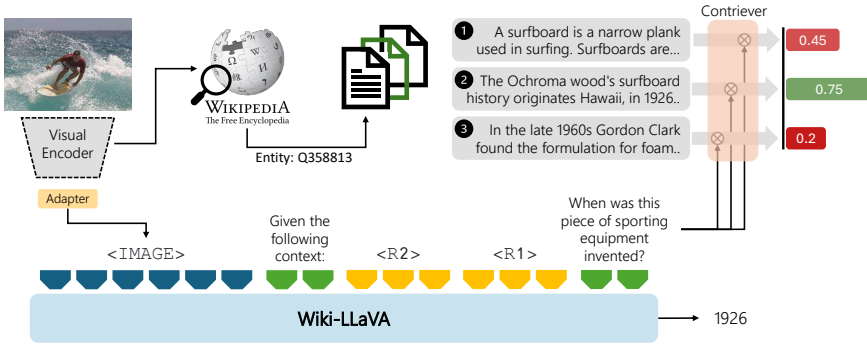 Contriever
1 A surfboard is a narrow plank
used in surfing. Surfboards are...
0.45
2 The Ochroma wood's surfboard
history originates Hawaii, in 1926..
0.75
3 In the late 1960s Gordon Clark
found the formulation for foam..
0.2
WIKIPEDIA
The Free Encyclopedia
Visual
Encoder
Entity: Q358813
Adapter
<IMAGE>
Given the
following
context:
<R2>
<R1>
When was this
piece of sporting
equipment
invented?
Wiki-LLaVA
1926